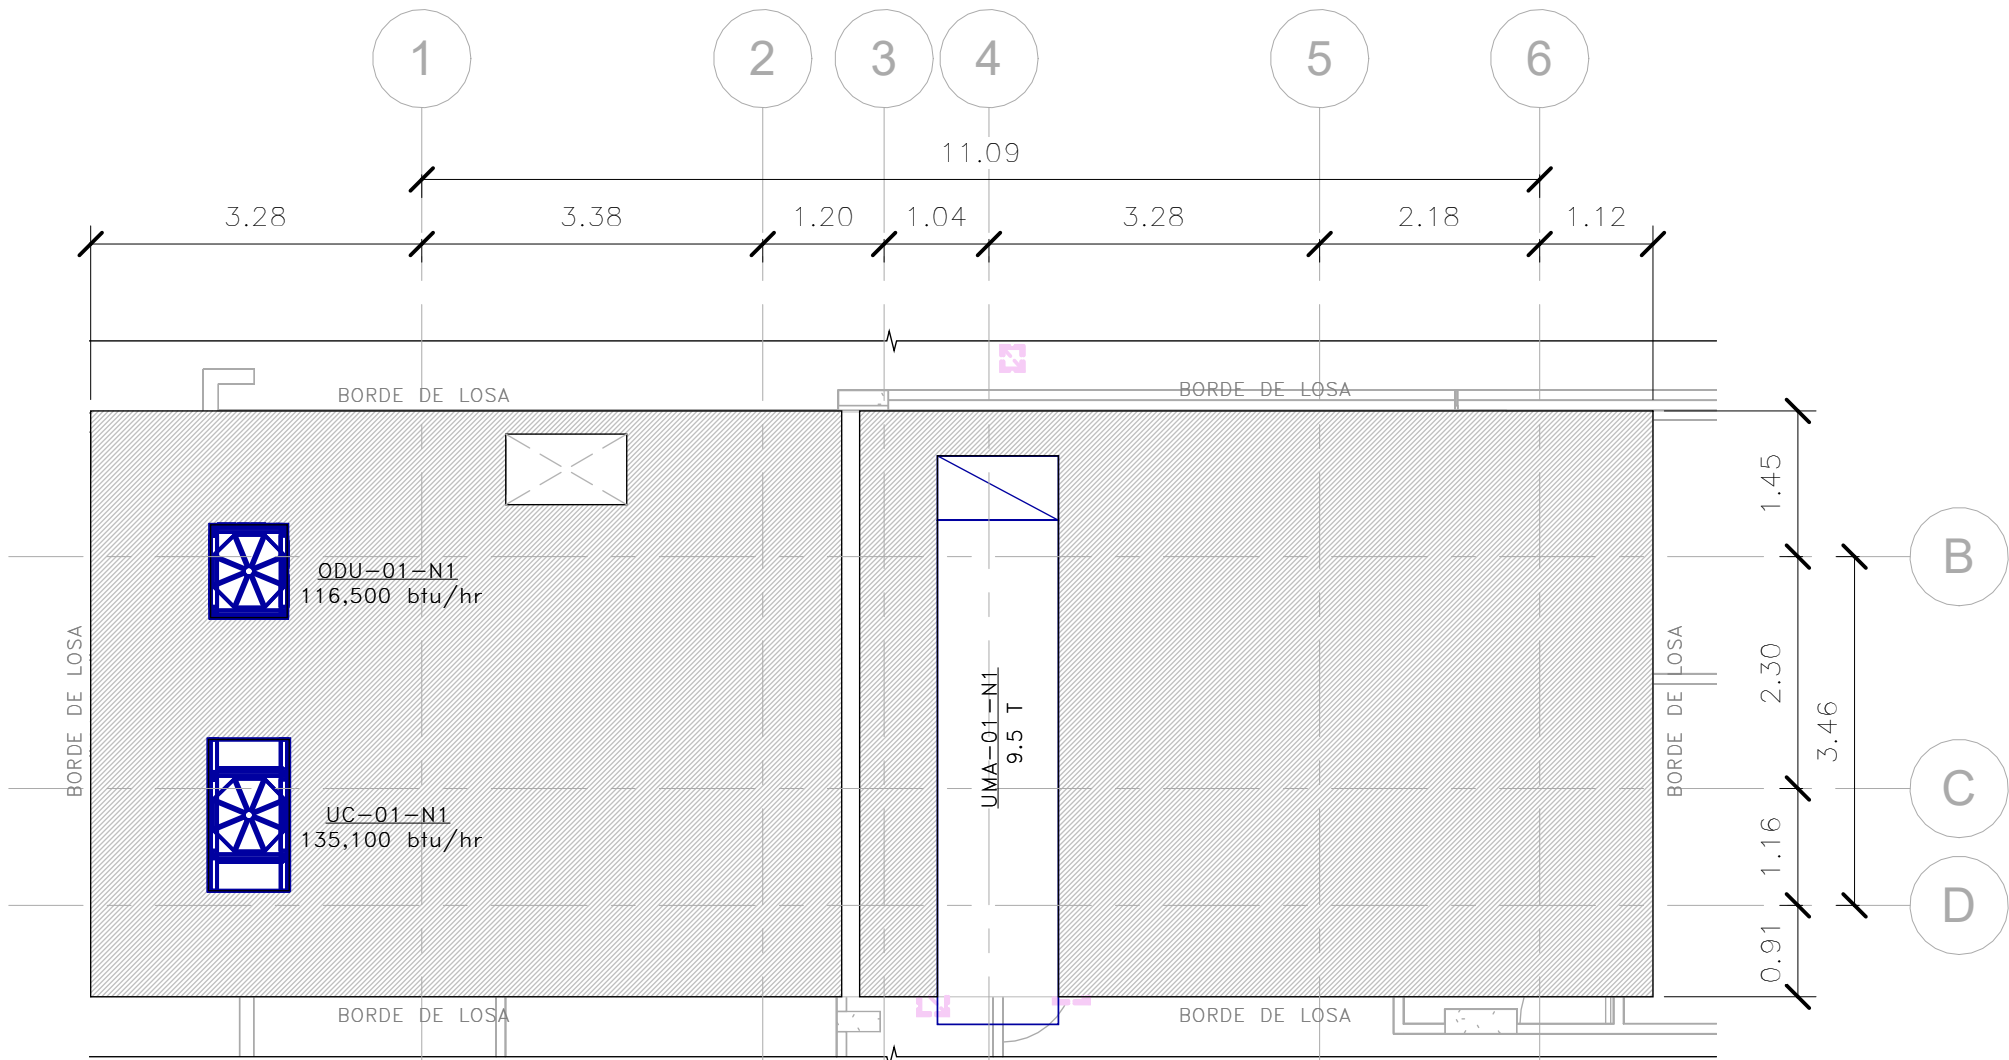 1
2
3
4
5
6
11.09
3.28
3.38
1.20
1.04
3.28
2.18
1.12
BORDE DE LOSA
BORDE DE LOSA
1.45
B
ODU-01-N1
116,500 btu/hr
BORDE DE LOSA
UMA-01-N1
9.5 T
BORDE DE LOSA
2.30
3.46
C
UC-01-N1
135,100 btu/hr
1.16
D
0.91
BORDE DE LOSA
BORDE DE LOSA